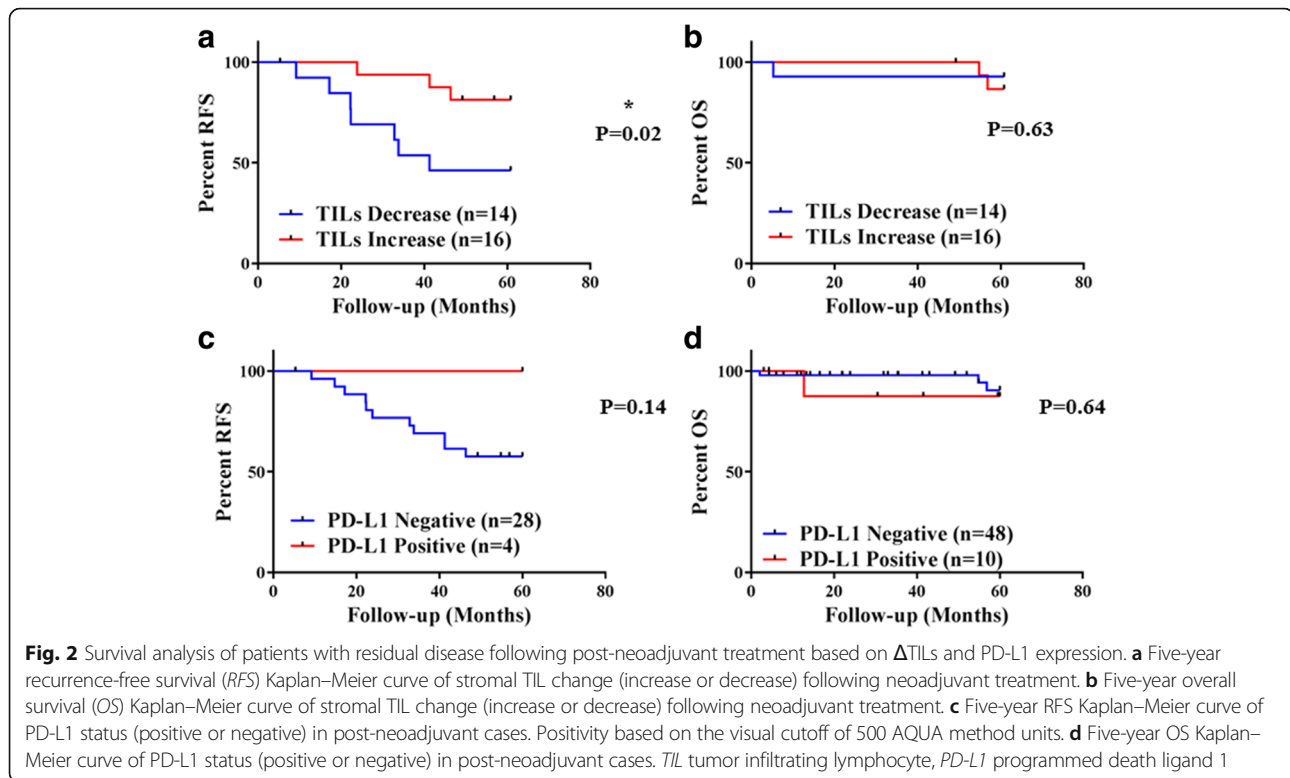 a
100
50
0
Percent RFS
*
P=0.02
TILs Decrease (n=14)
TILs Increase (n=16)
0 20 40 60 80
Follow-up (Months)
b
100
50
0
Percent OS
P=0.63
TILs Decrease (n=14)
TILs Increase (n=16)
0 20 40 60 80
Follow-up (Months)
c
100
50
0
Percent RFS
P=0.14
PD-L1 Negative (n=28)
PD-L1 Positive (n=4)
0 20 40 60 80
Follow-up (Months)
d
100
50
0
Percent OS
P=0.64
PD-L1 Negative (n=48)
PD-L1 Positive (n=10)
0 20 40 60 80
Follow-up (Months)
Fig. 2 Survival analysis of patients with residual disease following post-neoadjuvant treatment based on ΔTILs and PD-L1 expression. a Five-year
recurrence-free survival (RFS) Kaplan–Meier curve of stromal TIL change (increase or decrease) following neoadjuvant treatment. b Five-year overall
survival (OS) Kaplan–Meier curve of stromal TIL change (increase or decrease) following neoadjuvant treatment. c Five-year RFS Kaplan–Meier curve of
PD-L1 status (positive or negative) in post-neoadjuvant cases. Positivity based on the visual cutoff of 500 AQUA method units. d Five-year OS Kaplan–
Meier curve of PD-L1 status (positive or negative) in post-neoadjuvant cases. TIL tumor infiltrating lymphocyte, PD-L1 programmed death ligand 1